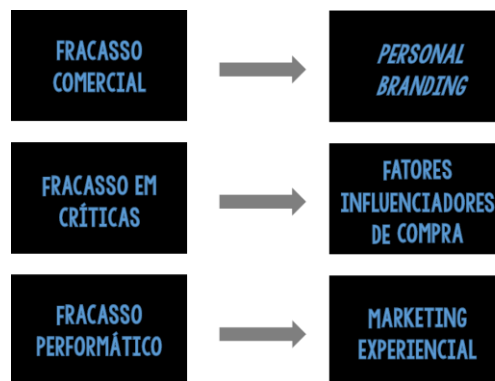 FRACASSO
COMERCIAL
PERSONAL
BRANDING
FRACASSO EM
CRÍTICAS
FATORES
INFLUENCIADORES
DE COMPRA
FRACASSO
PERFORMÁTICO
MARKETING
EXPERIENCIAL